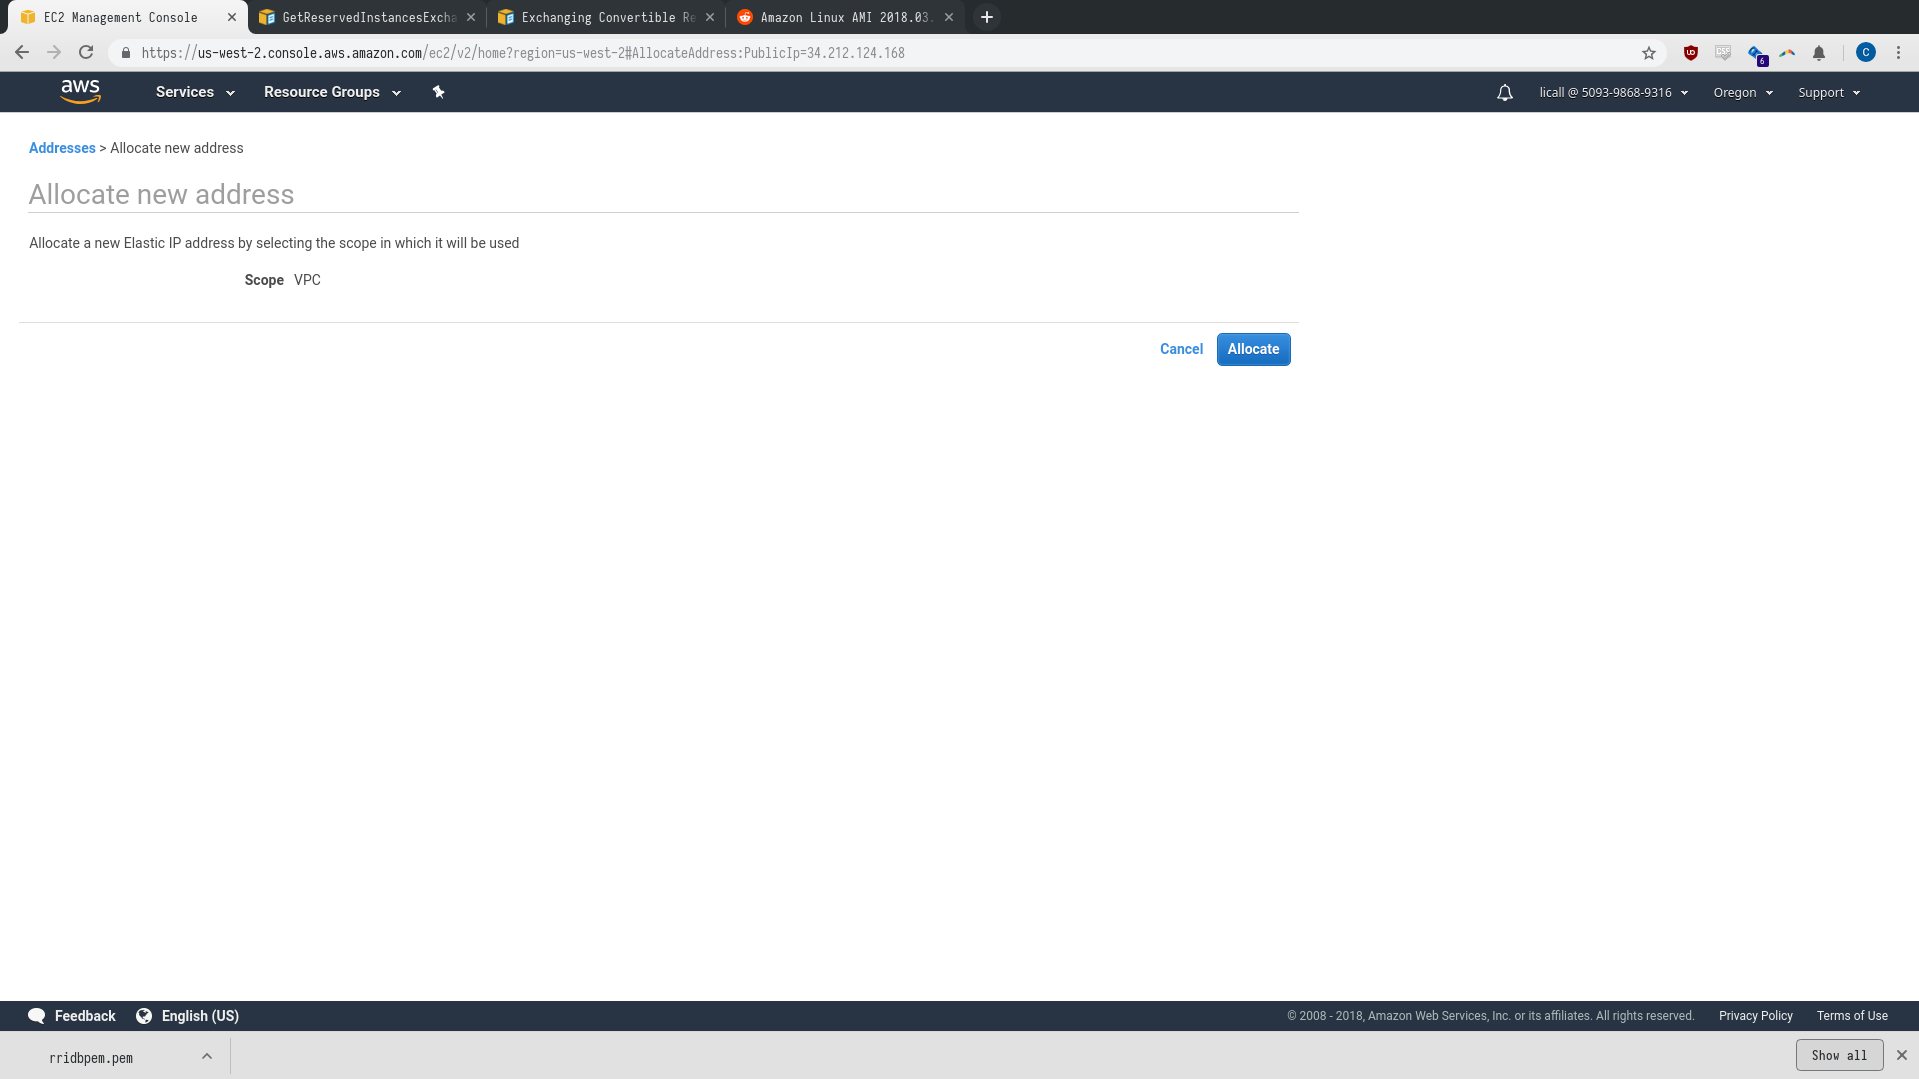 EC2 Management Console
GetReservedInstancesExcha
Exchanging Convertible Re
Amazon Linux AMI 2018.03.
https://us-west-2.console.aws.amazon.com/ec2/v2/home?region=us-west-2#AllocateAddress:PublicIp=34.212.124.168
6
C
aws
Services
Resource Groups
licall @ 5093-9868-9316
Oregon
Support
Addresses > Allocate new address
Allocate new address
Allocate a new Elastic IP address by selecting the scope in which it will be used
Scope VPC
Cancel
Allocate
Feedback
English (US)
© 2008 - 2018, Amazon Web Services, Inc. or its affiliates. All rights reserved.
Privacy Policy
Terms of Use
rridbpem.pem
Show all